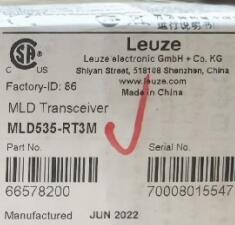 Leuze
Leuze electronic GmbH + Co. KG
Shiyan Street, 518108 Shenzhen, China
www.leuze.com
Made in China
C US
Factory-ID: 86
MLD Transceiver
MLD535-RT3M
Part No.
Serial No.
66578200
70008015547
Manufactured JUN 2022